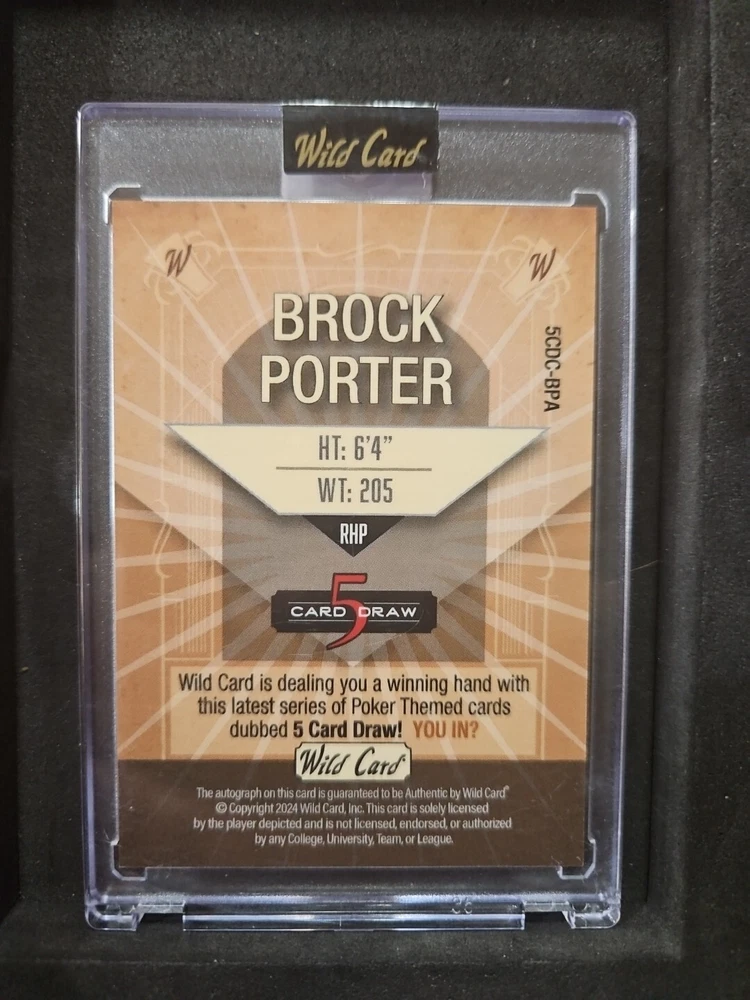 Wild Card
W W
BROCK
PORTER
5CDC-BPA
HT: 6'4"
WT: 205
RHP
5 CARD DRAW
Wild Card is dealing you a winning hand with
this latest series of Poker Themed cards
dubbed 5 Card Draw! YOU IN?
Wild Card
The autograph on this card is guaranteed to be Authentic by Wild Card®
© Copyright 2024 Wild Card, Inc. This card is solely licensed
by the player depicted and is not licensed, endorsed, or authorized
by any College, University, Team, or League.